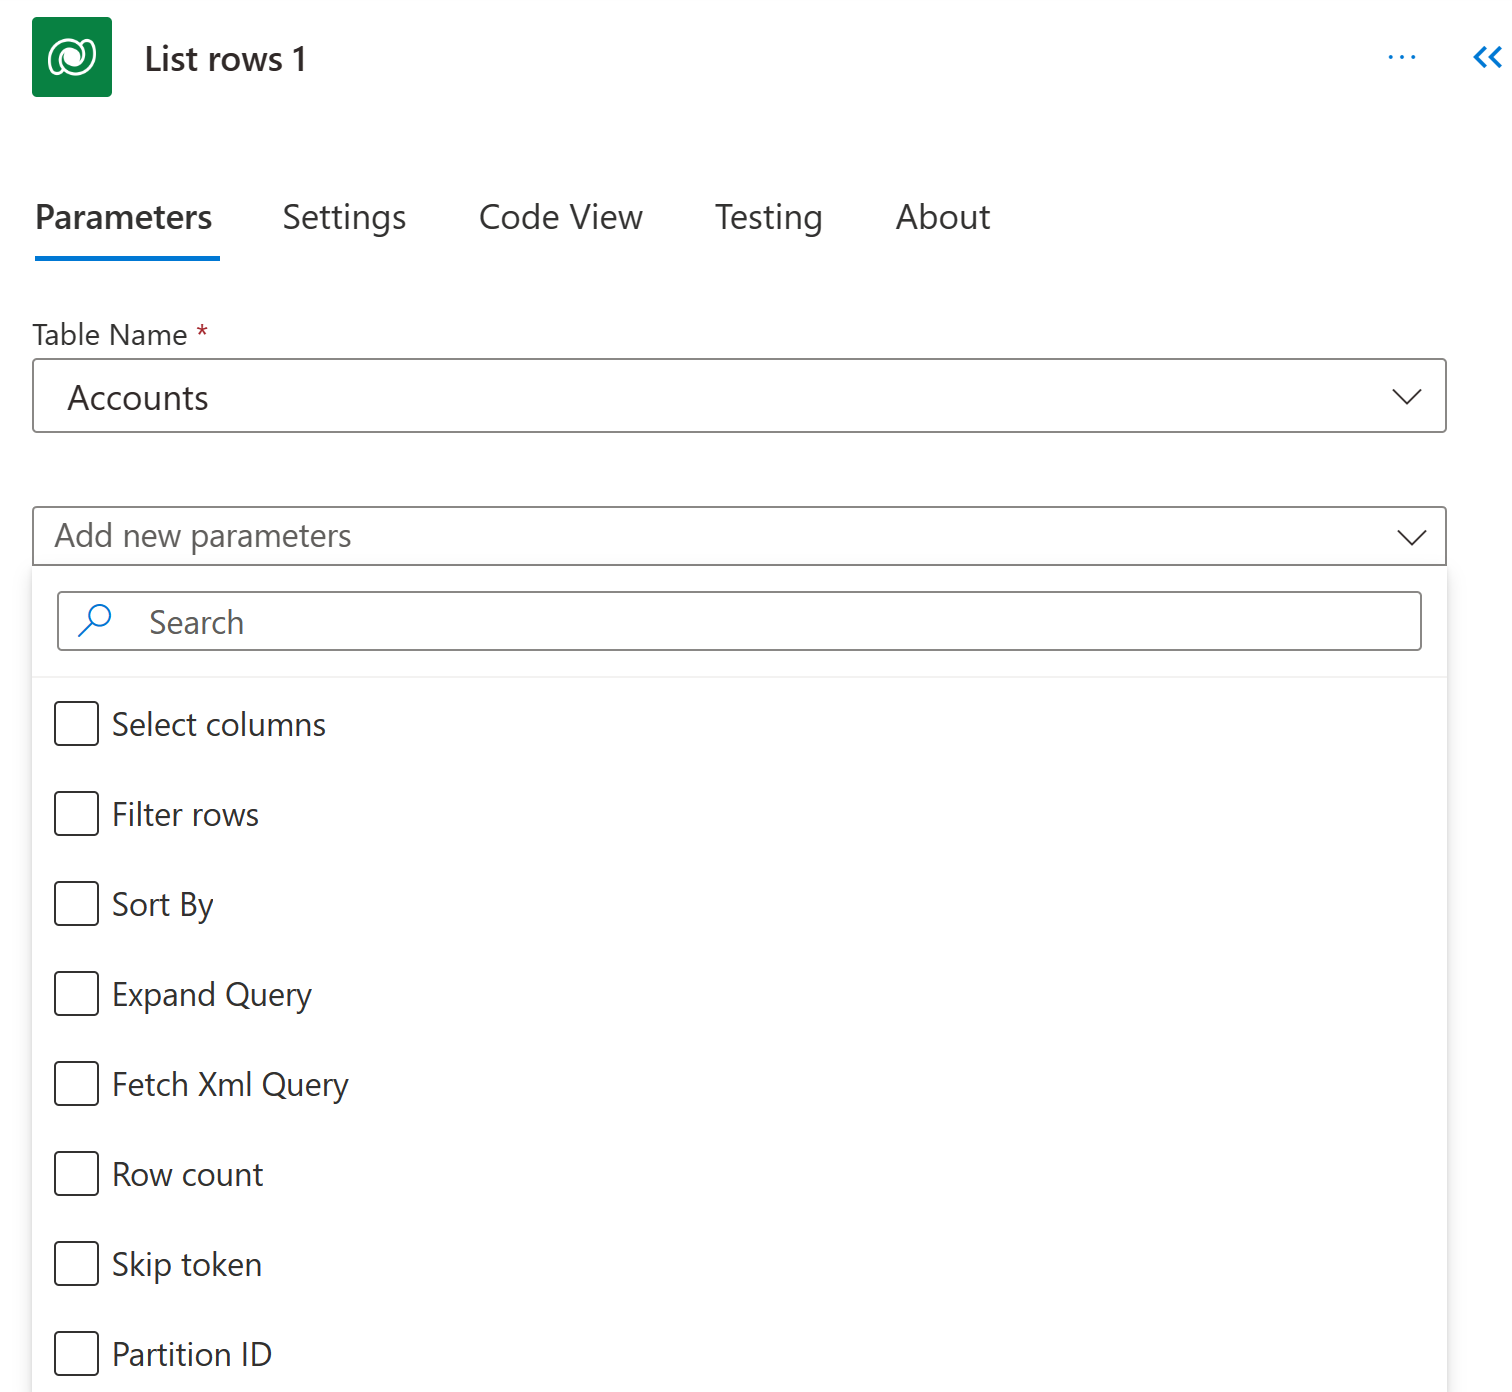 List rows 1
Parameters Settings Code View Testing About
Table Name *
Accounts
Add new parameters
Search
Select columns
Filter rows
Sort By
Expand Query
Fetch Xml Query
Row count
Skip token
Partition ID